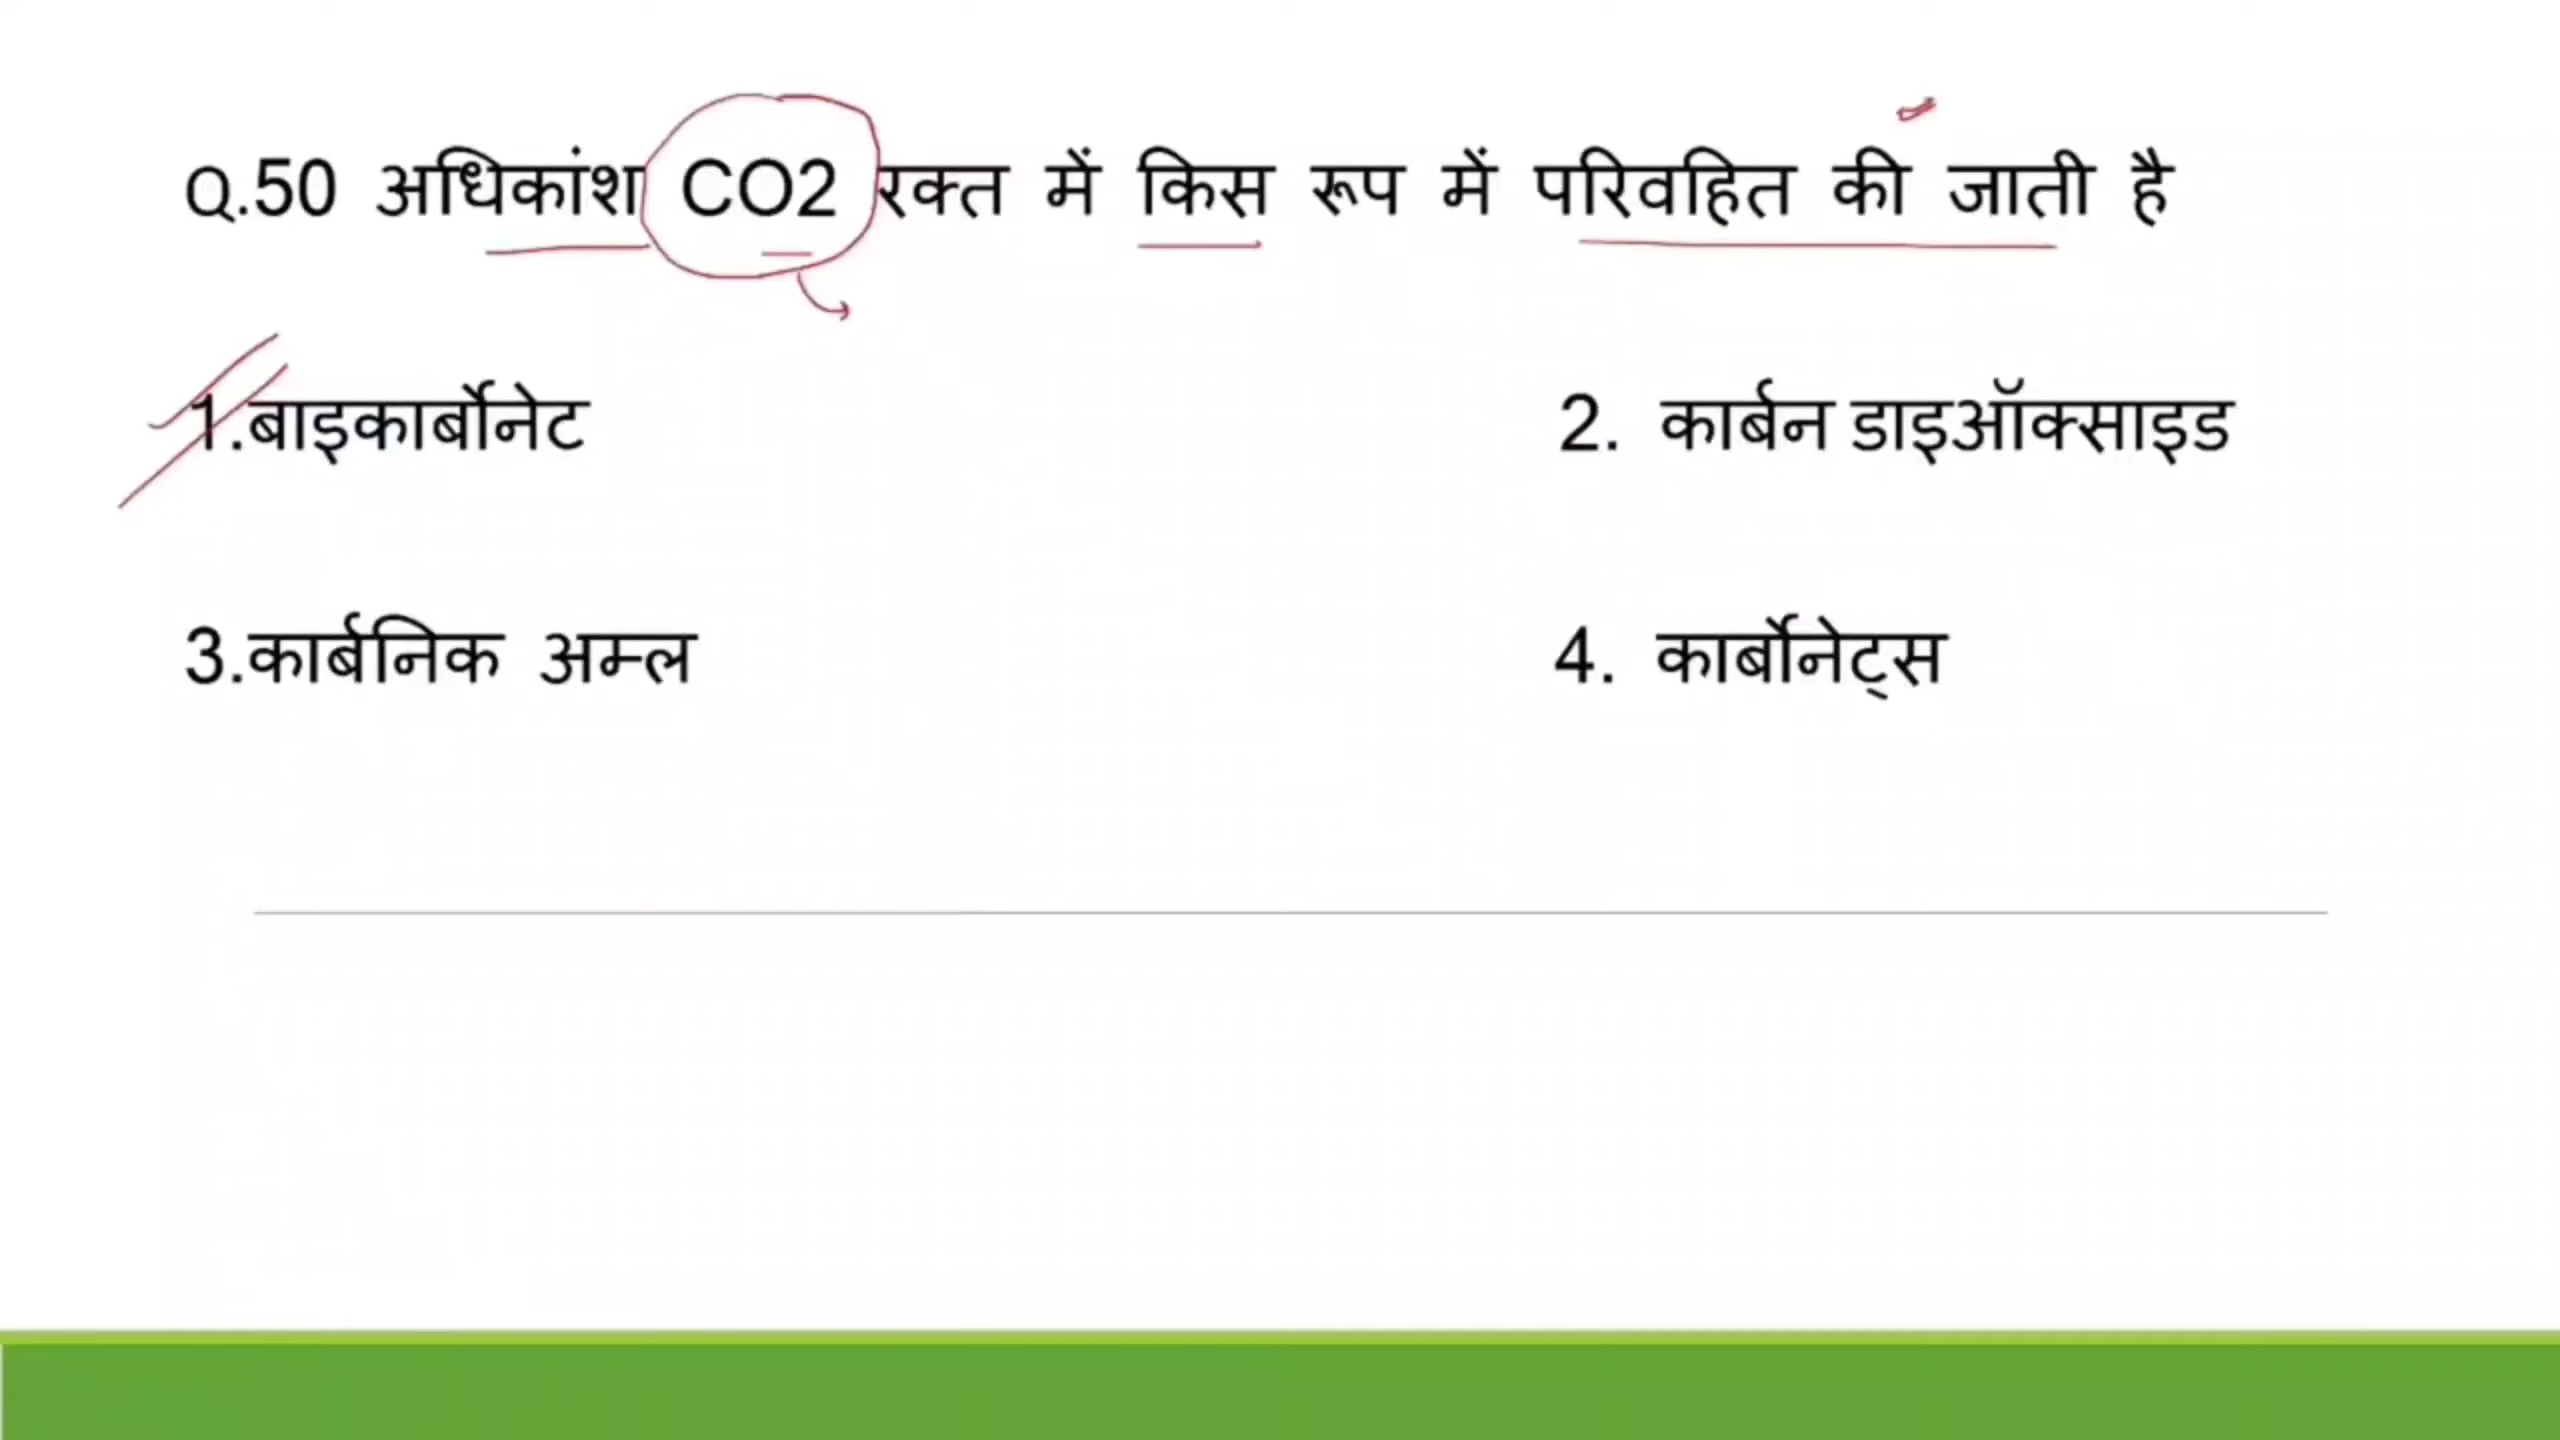 Q.50 अधिकांश CO2 रक्त में किस रूप में परिवहित की जाती है
1.बाइकार्बोनेट 2. कार्बन डाइऑक्साइड
3.कार्बनिक अम्ल 4. कार्बोनेट्स